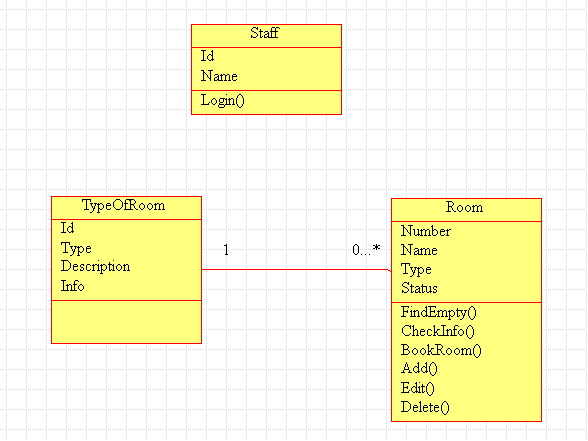 Staff
Id
Name
Login()
TypeOfRoom
Id
Type
Description
Info
1
0...*
Room
Number
Name
Type
Status
FindEmpty()
CheckInfo()
BookRoom()
Add()
Edit()
Delete()